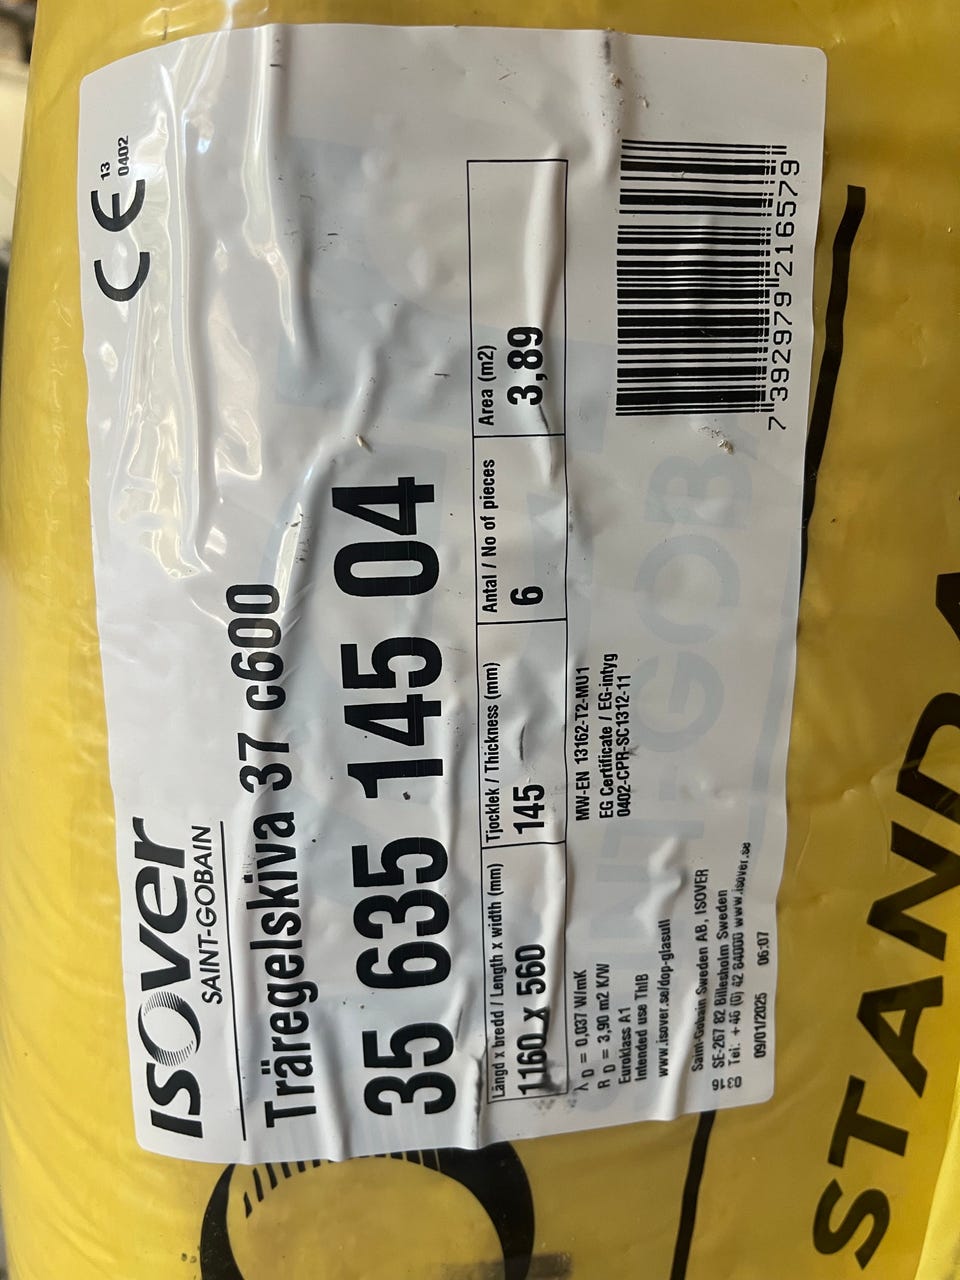 ISOVER
SAINT-GOBAIN
CE
13
0402
Träregelskiva 37 c600
35 635 145 04
Längd x bredd / Length x width (mm)
1160 x 560
Tjocklek / Thickness (mm)
145
Antal / No of pieces
6
Area (m2)
3,89
λ D = 0,037 W/mK
R D = 3,90 m2 K/W
Euroklass A1
Intended use ThIB
www.isover.se/dop-glasull
MW-EN 13162-T2-MU1
EG Certificate / EG-intyg
0402-CPR-SC1312-11
Saint-Gobain Sweden AB, ISOVER
SE-267 82 Billesholm Sweden
Tel: +46 (0) 42 84000 www.isover.se
09/01/2025 06:07
7 392979 216579
STANDA